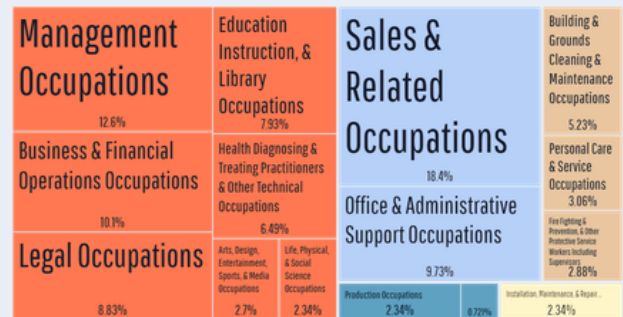 Management
Occupations
12.6%
Business & Financial
Operations Occupations
10.1%
Legal Occupations
8.83%
Education
Instruction, &
Library
Occupations
7.93%
Health Diagnosing &
Treating Practitioners
& Other Technical
Occupations
6.49%
Arts, Design,
Entertainment,
Sports, & Media
Occupations
2.7%
Life, Physical,
& Social
Science
Occupations
2.34%
Sales &
Related
Occupations
18.4%
Office & Administrative
Support Occupations
9.73%
Production Occupations
2.34%
0.721%
Building &
Grounds
Cleaning &
Maintenance
Occupations
5.23%
Personal Care
& Service
Occupations
3.06%
Fire Fighting &
Prevention, & Other
Protective Service
Workers Including
Supervisors
2.88%
Installation, Maintenance, & Repair...
2.34%